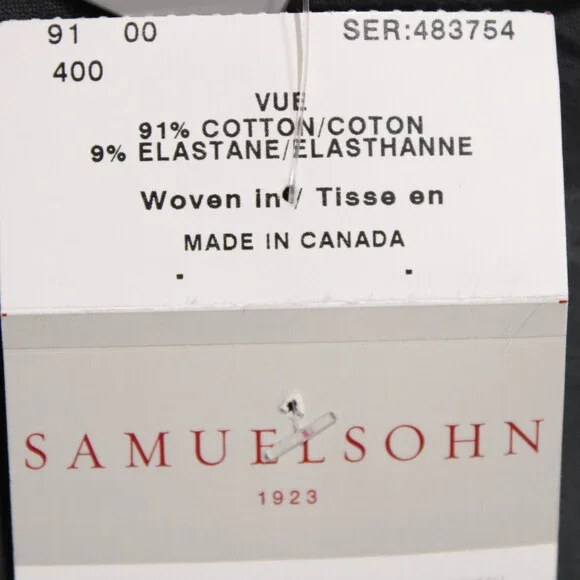 91 00 SER:483754
400
VUE
91% COTTON/COTON
9% ELASTANE/ELASTHANNE
Woven in / Tisse en
MADE IN CANADA
SAMUELSOHN
1923